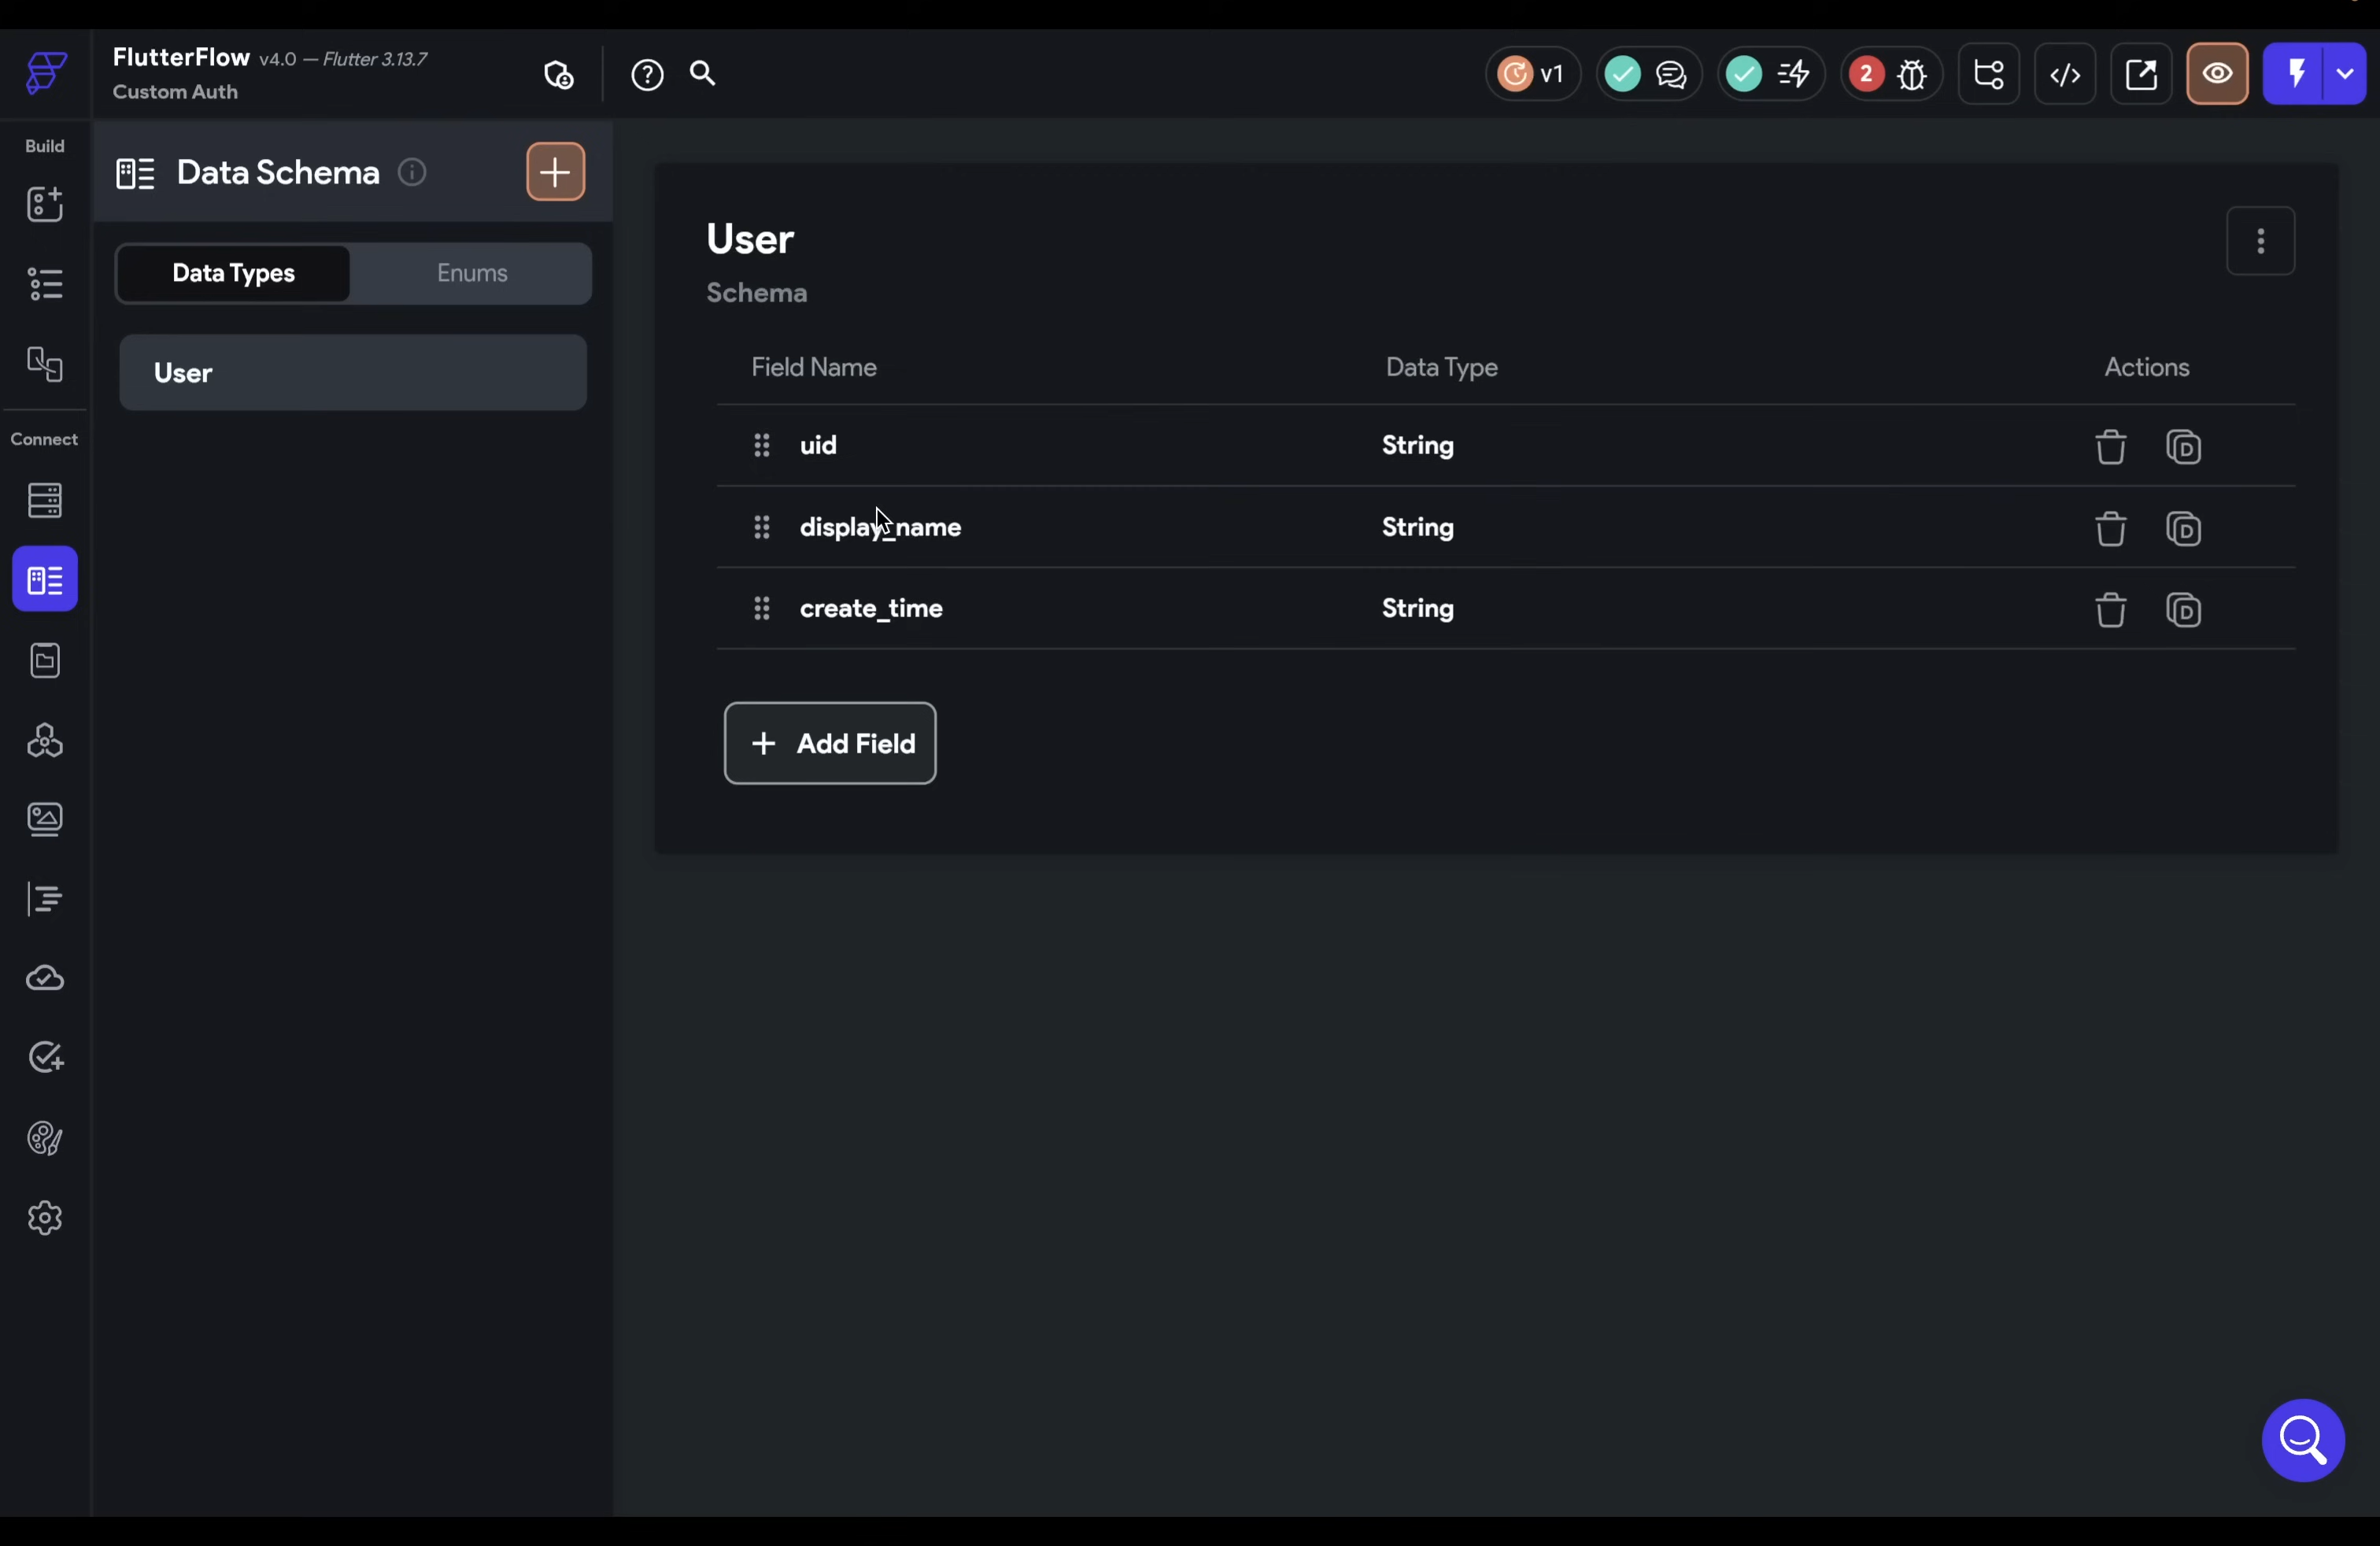 FlutterFlow v4.0 — Flutter 3.13.7
Custom Auth
v1
2
Build
Connect
Data Schema
Data Types
Enums
User
User
Schema
Field Name
Data Type
Actions
uid
String
display_name
String
create_time
String
+ Add Field